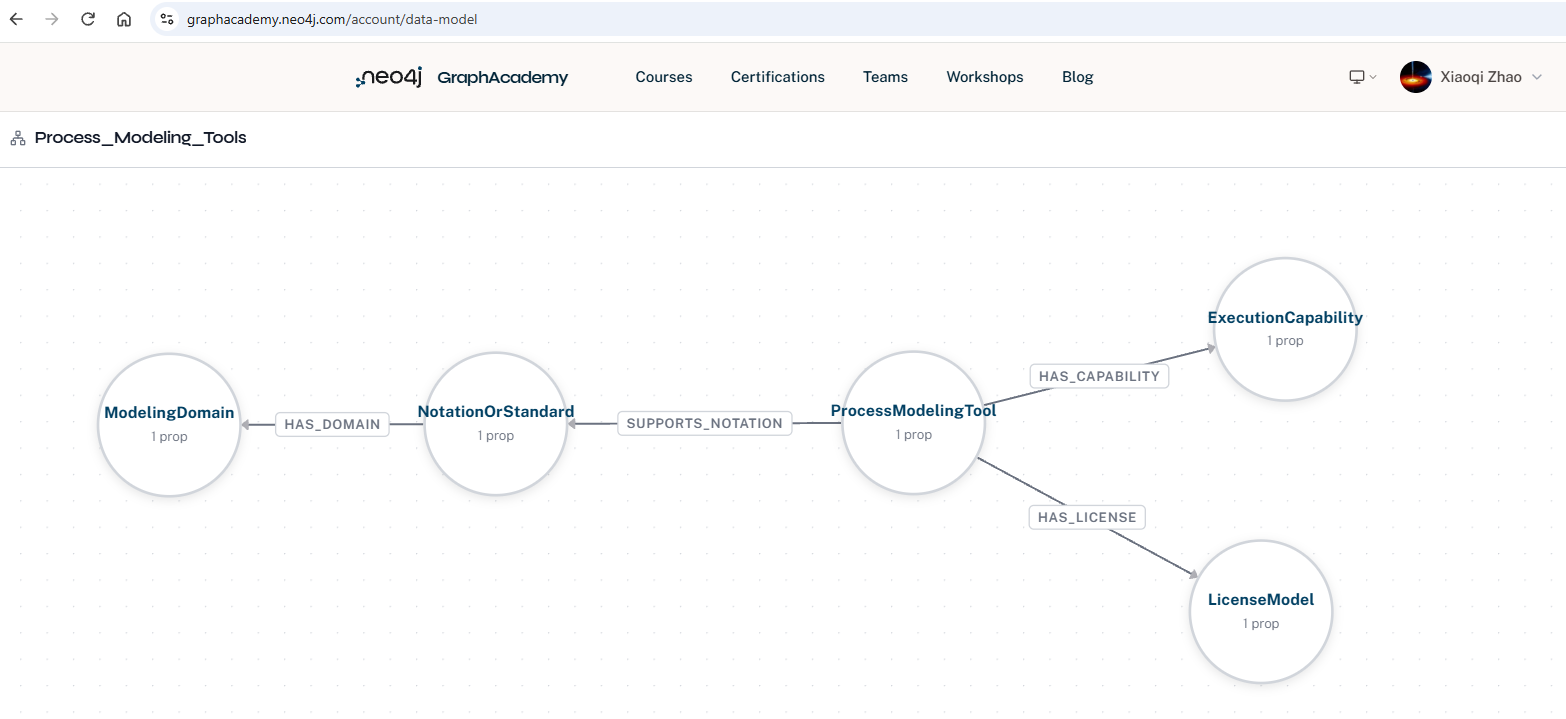 graphacademy.neo4j.com/account/data-model
neo4j GraphAcademy Courses Certifications Teams Workshops Blog Xiaoqi Zhao
Process_Modeling_Tools
ExecutionCapability
1 prop
HAS_CAPABILITY
ModelingDomain
1 prop
HAS_DOMAIN
NotationOrStandard
1 prop
SUPPORTS_NOTATION
ProcessModelingTool
1 prop
HAS_LICENSE
LicenseModel
1 prop